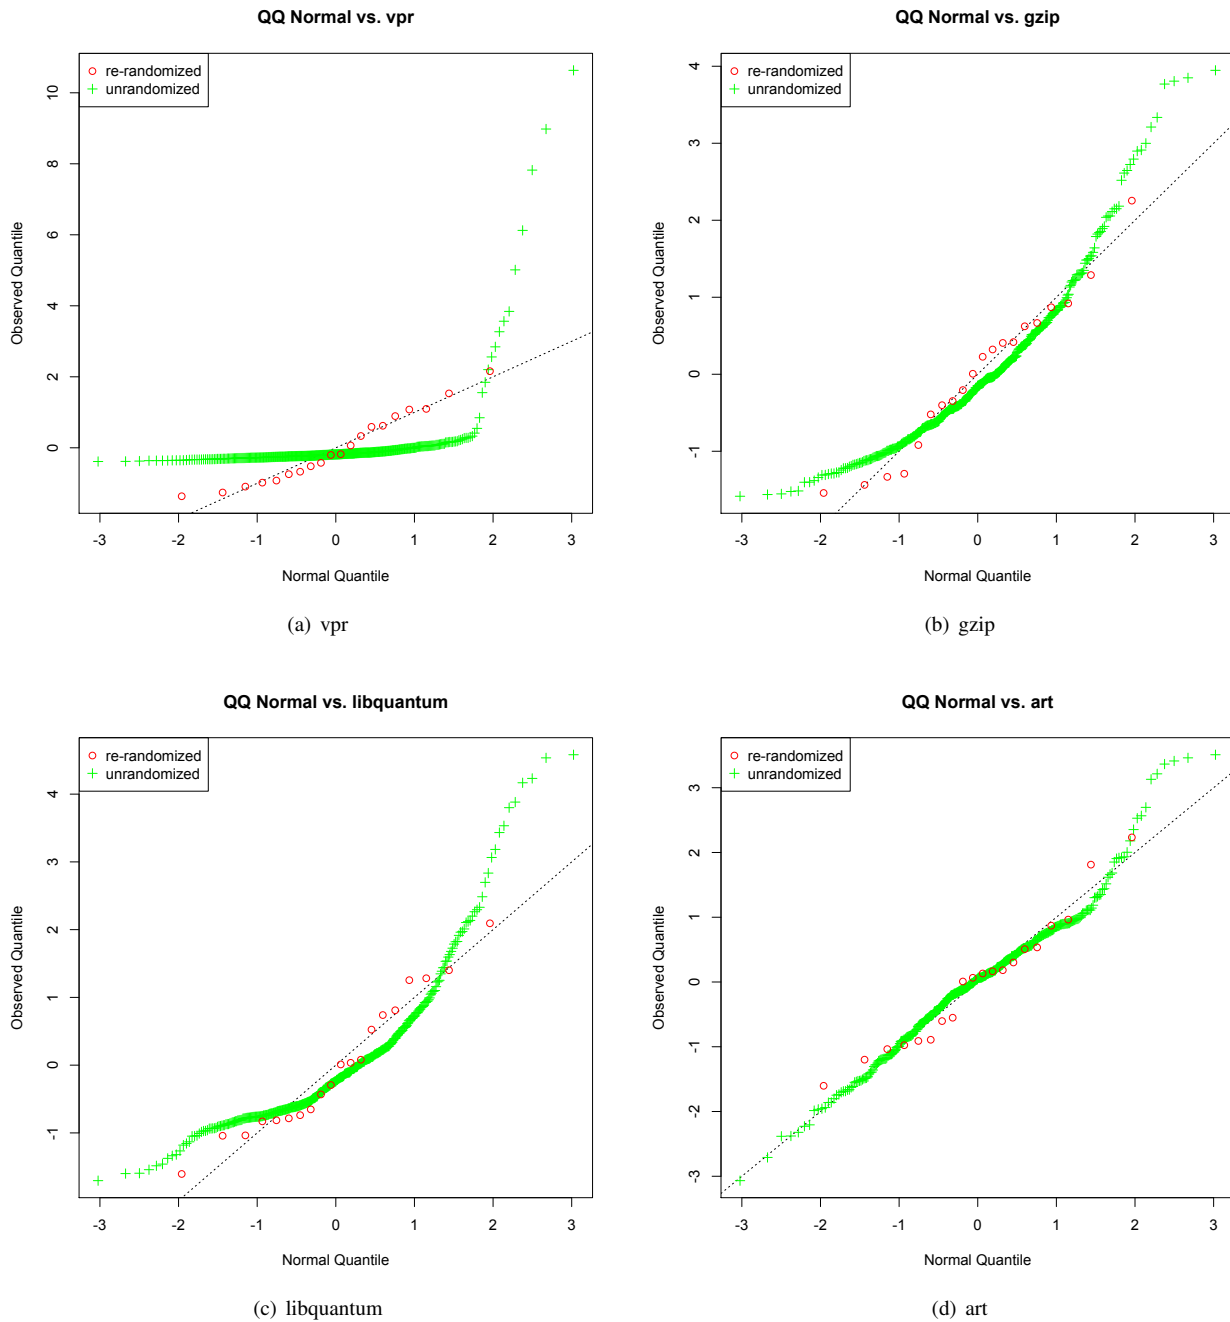 QQ Normal vs. vpr
re-randomized
unrandomized
Observed Quantile
10
8
6
4
2
0
-3 -2 -1 0 1 2 3
Normal Quantile
(a) vpr
QQ Normal vs. gzip
re-randomized
unrandomized
Observed Quantile
4
3
2
1
0
-1
-3 -2 -1 0 1 2 3
Normal Quantile
(b) gzip
QQ Normal vs. libquantum
re-randomized
unrandomized
Observed Quantile
4
3
2
1
0
-1
-3 -2 -1 0 1 2 3
Normal Quantile
(c) libquantum
QQ Normal vs. art
re-randomized
unrandomized
Observed Quantile
3
2
1
0
-1
-2
-3
-3 -2 -1 0 1 2 3
Normal Quantile
(d) art